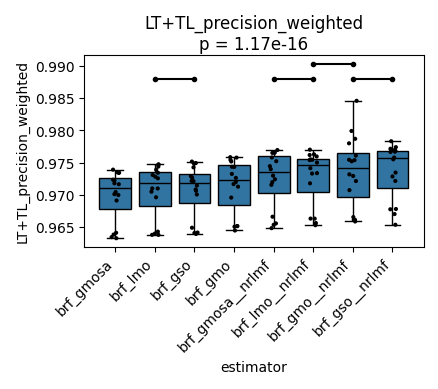 LT+TL_precision_weighted
p = 1.17e-16
LT+TL_precision_weighted
0.990
0.985
0.980
0.975
0.970
0.965
brf_gmosa
brf_lmo
brf_gso
brf_gmo
brf_gmosa__nrlmf
brf_lmo__nrlmf
brf_gmo__nrlmf
brf_gso__nrlmf
estimator